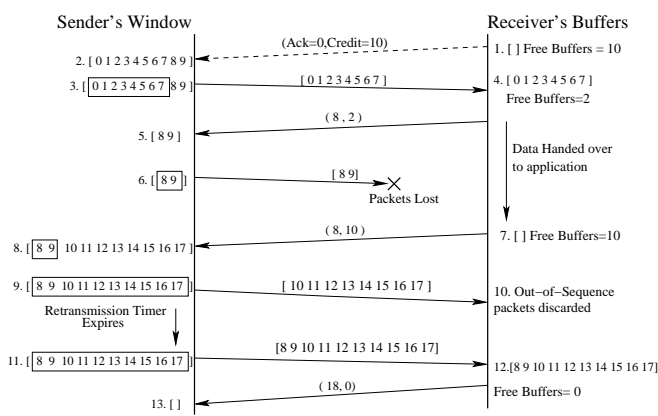 Sender's Window
Receiver's Buffers
(Ack=0,Credit=10)
1. [ ] Free Buffers = 10
2. [ 0 1 2 3 4 5 6 7 8 9 ]
3. [ 0 1 2 3 4 5 6 7 8 9 ]
[ 0 1 2 3 4 5 6 7 ]
4. [ 0 1 2 3 4 5 6 7 ]
Free Buffers=2
( 8 , 2 )
5. [ 8 9 ]
Data Handed over
to application
6. [ 8 9 ]
[ 8 9]
Packets Lost
( 8, 10 )
7. [ ] Free Buffers=10
8. [ 8 9 10 11 12 13 14 15 16 17 ]
9. [ 8 9 10 11 12 13 14 15 16 17 ]
[ 10 11 12 13 14 15 16 17 ]
10. Out−of−Sequence
packets discarded
Retransmission Timer
Expires
[8 9 10 11 12 13 14 15 16 17]
11. [ 8 9 10 11 12 13 14 15 16 17 ]
12.[8 9 10 11 12 13 14 15 16 17]
( 18, 0 )
Free Buffers= 0
13. [ ]